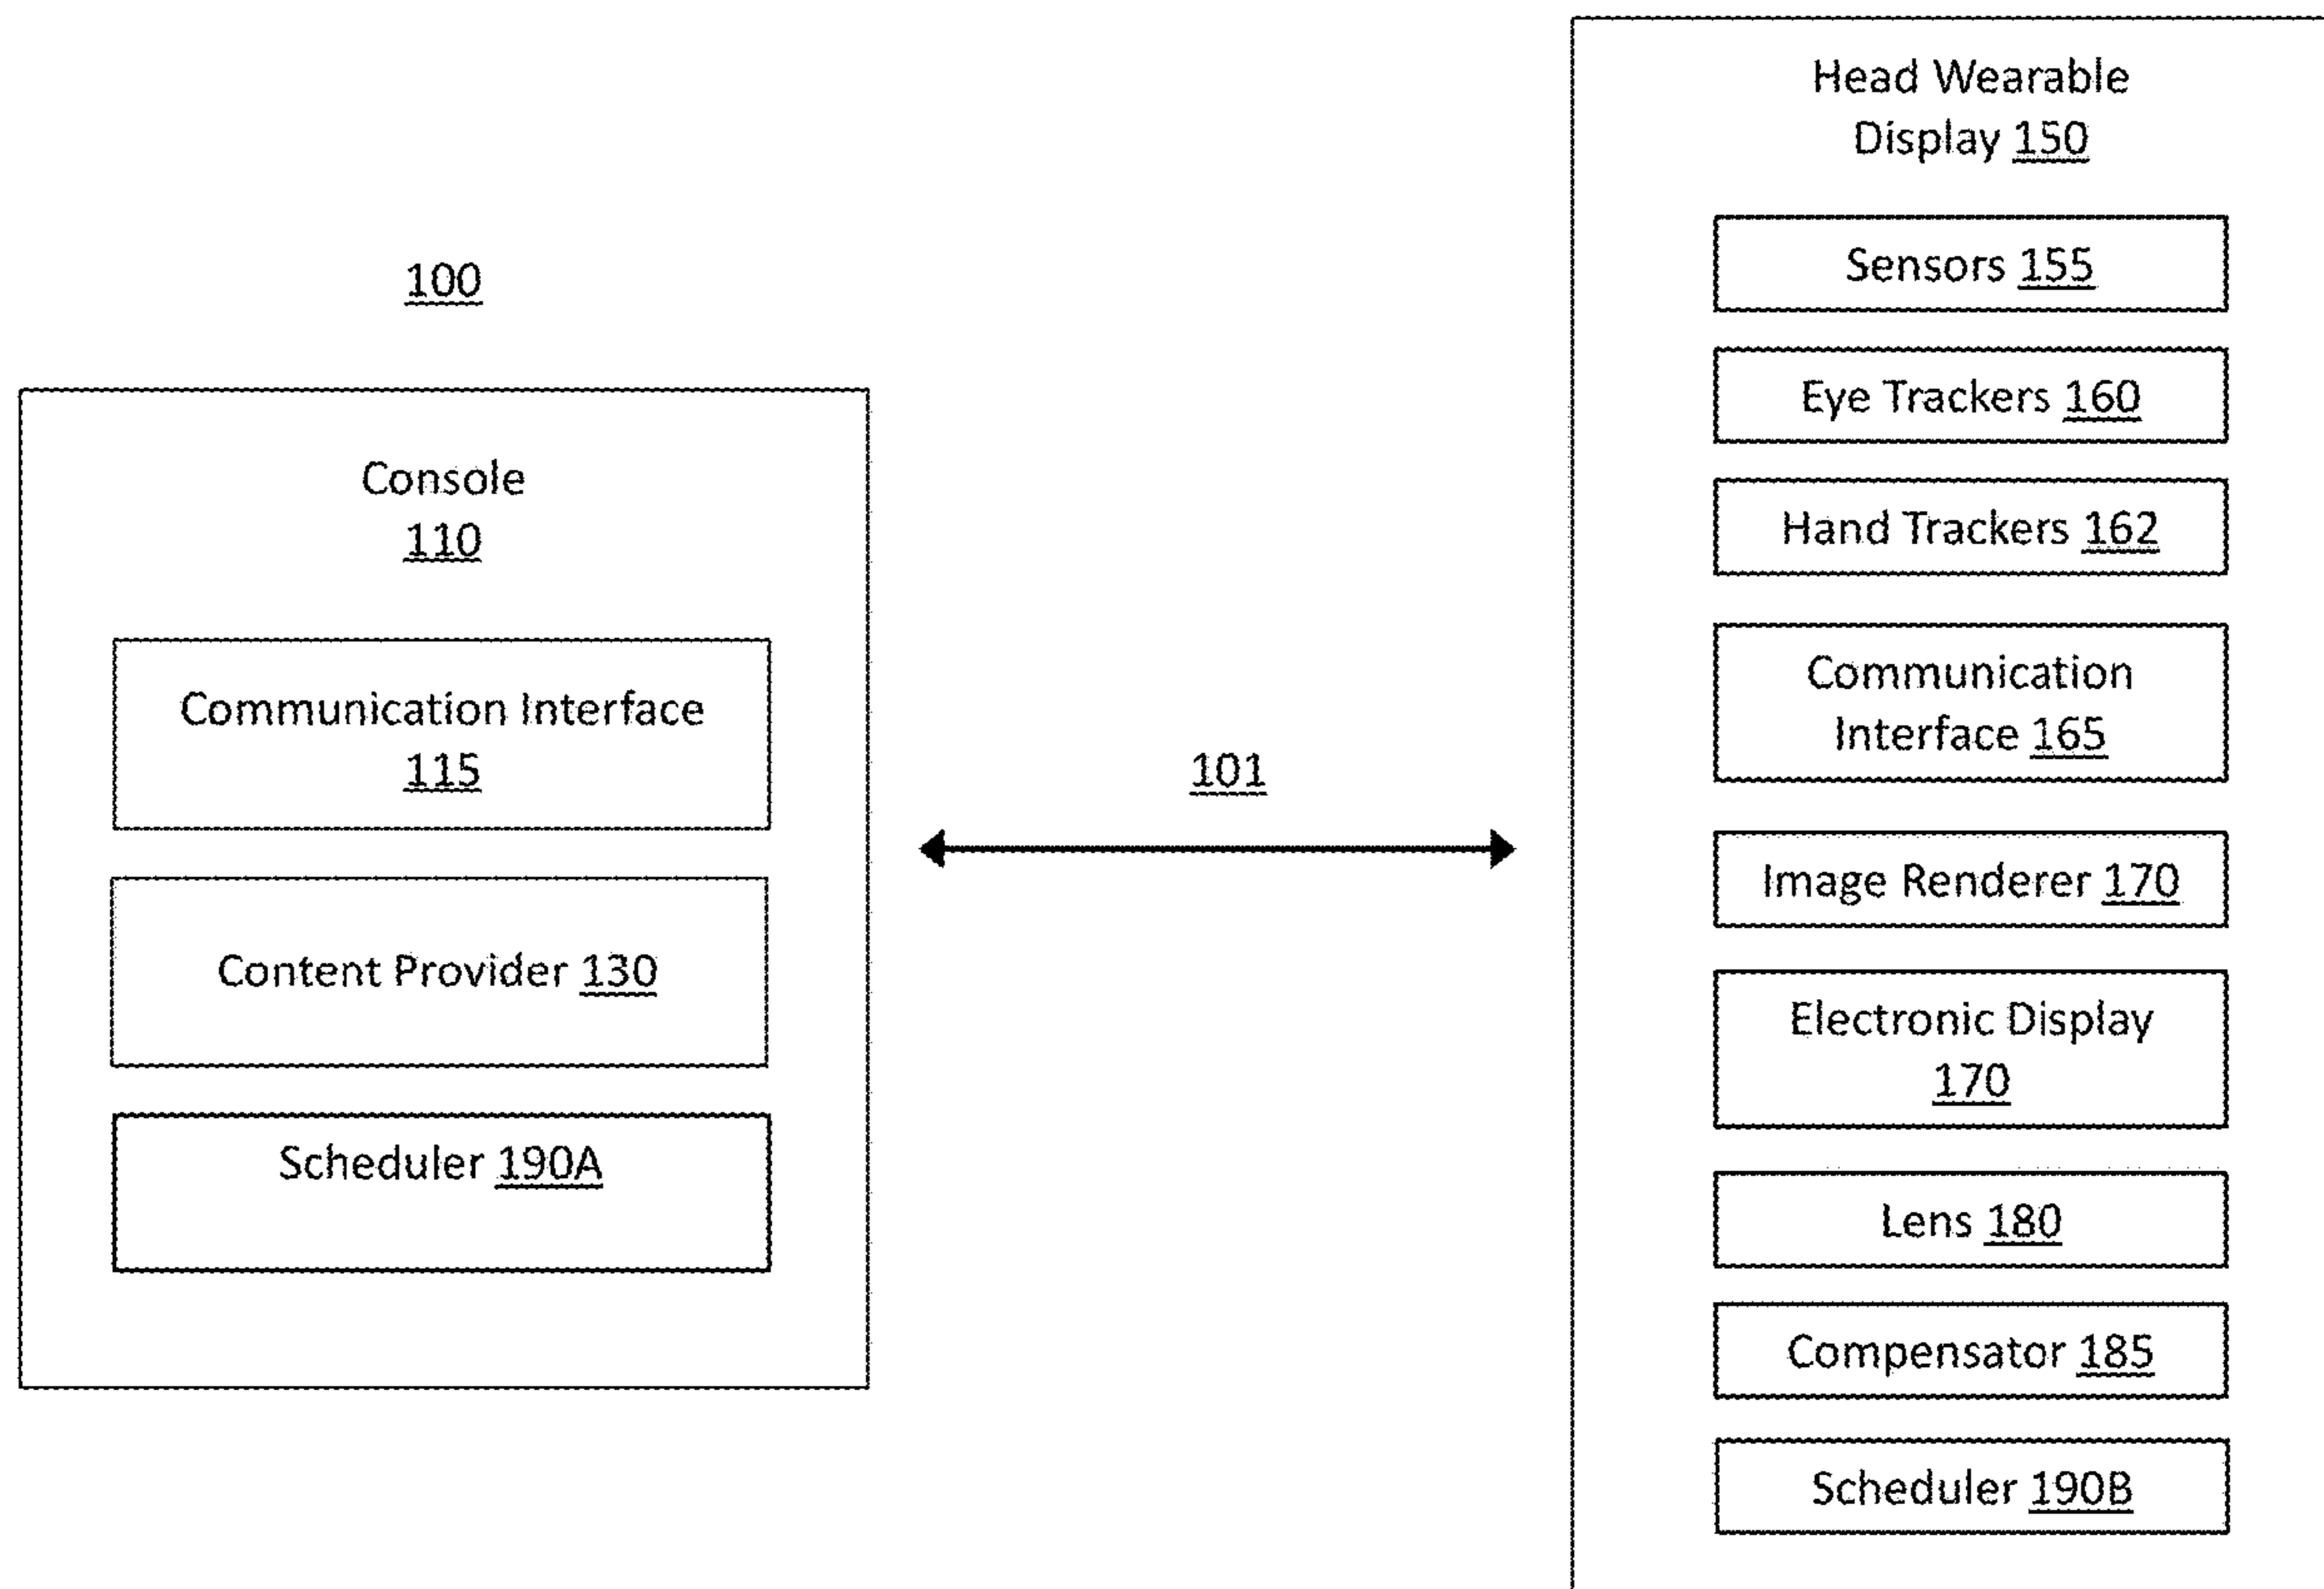 100
Console
110
Communication Interface
115
Content Provider 130
Scheduler 190A
101
Head Wearable
Display 150
Sensors 155
Eye Trackers 160
Hand Trackers 162
Communication
Interface 165
Image Renderer 170
Electronic Display
170
Lens 180
Compensator 185
Scheduler 190B